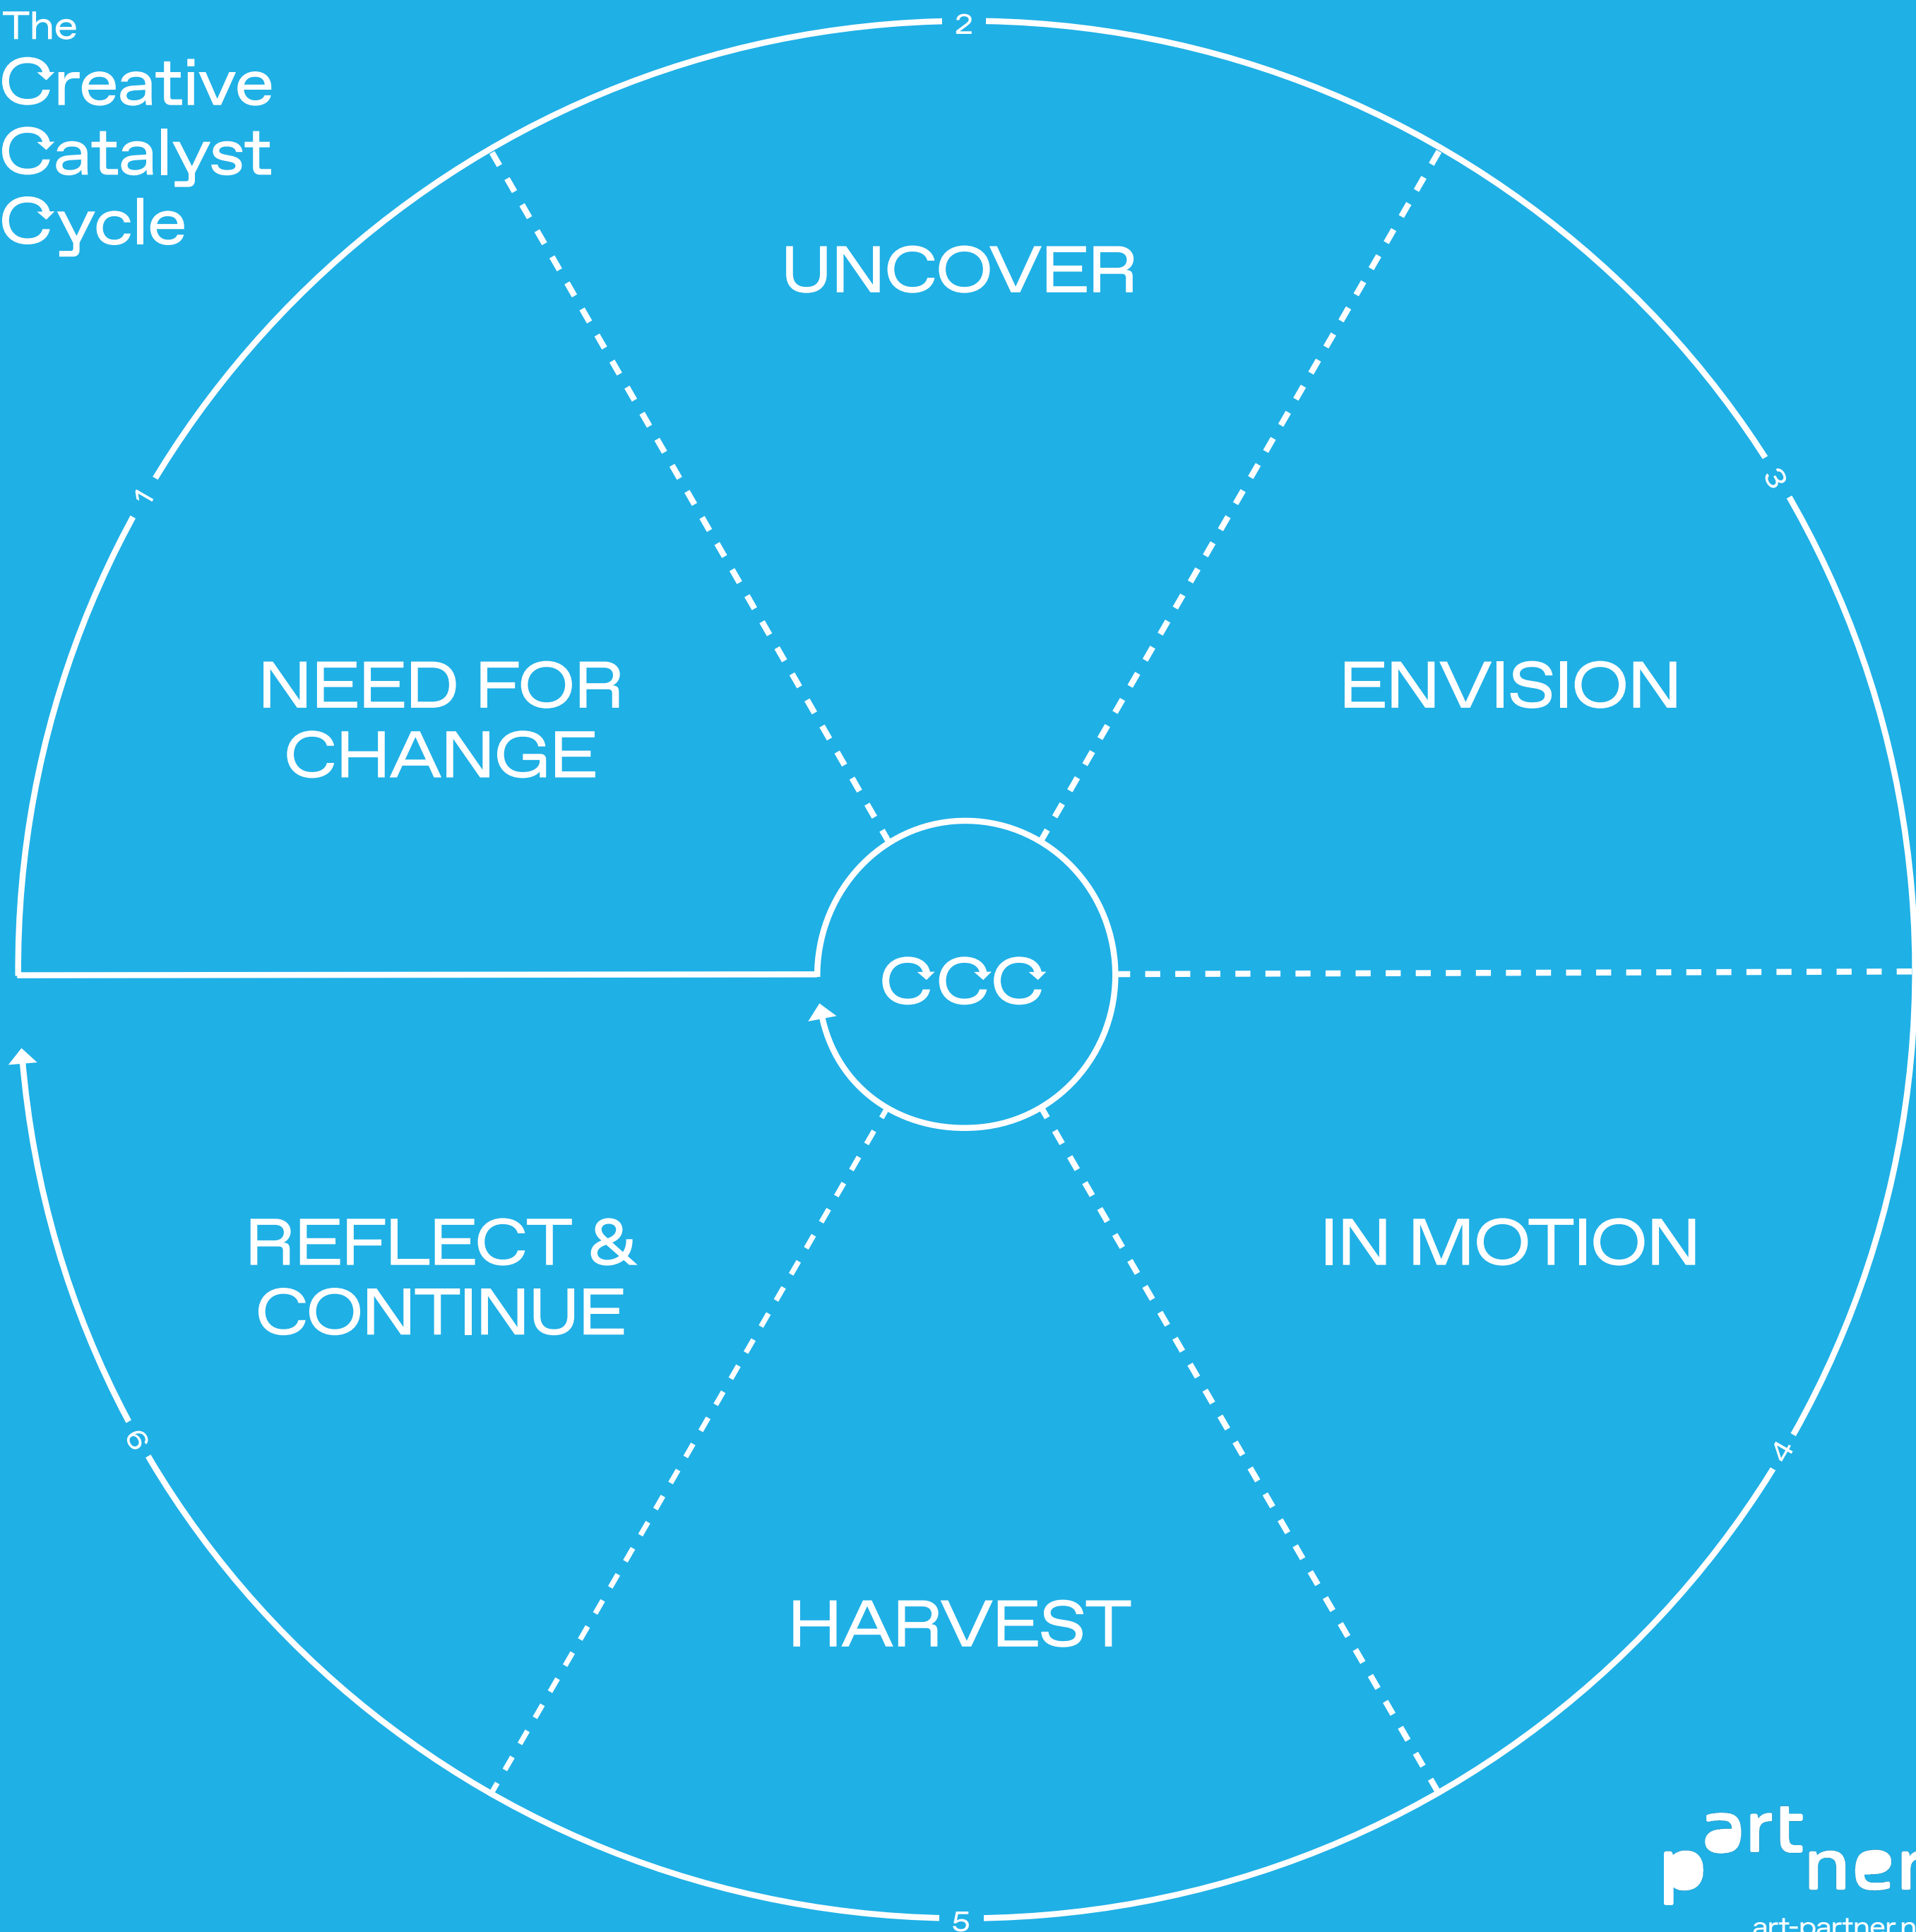 The
Creative
Catalyst
Cycle
1
NEED FOR
CHANGE
2
UNCOVER
3
ENVISION
CCC
4
IN MOTION
5
HARVEST
6
REFLECT &
CONTINUE
partner